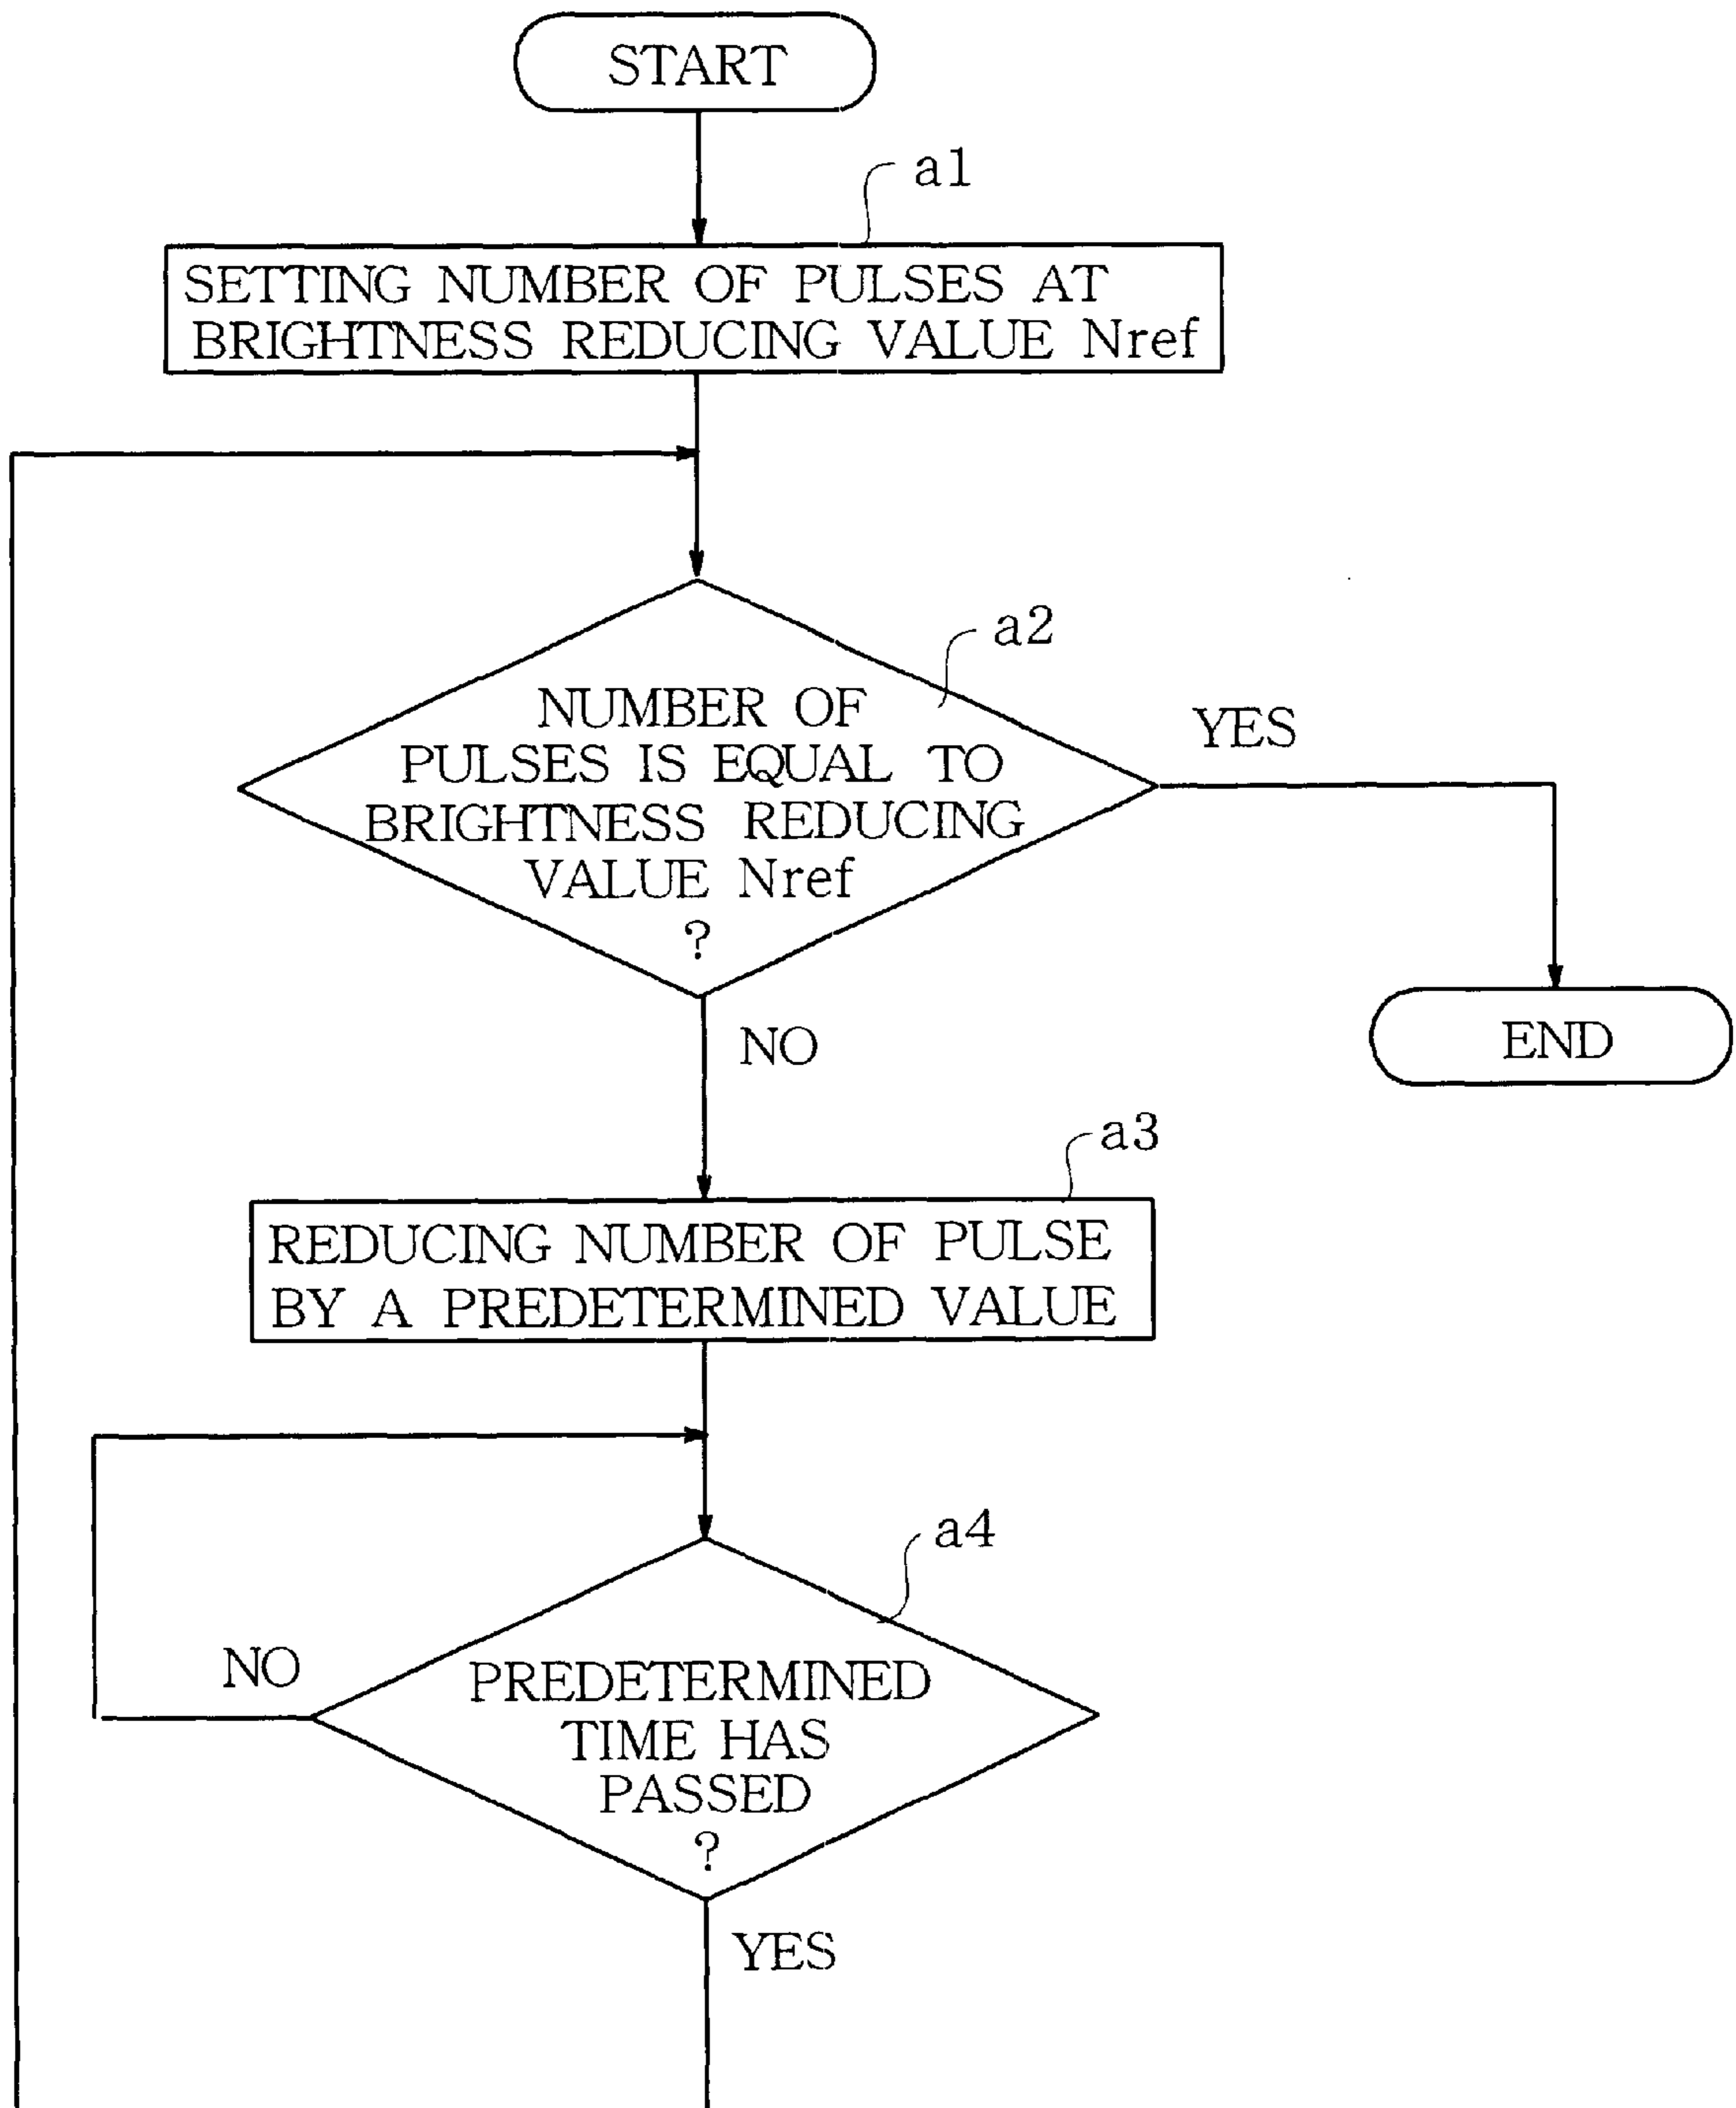 START
a1
SETTING NUMBER OF PULSES AT
BRIGHTNESS REDUCING VALUE Nref
a2
NUMBER OF
PULSES IS EQUAL TO
BRIGHTNESS REDUCING
VALUE Nref
?
YES
END
NO
a3
REDUCING NUMBER OF PULSE
BY A PREDETERMINED VALUE
a4
NO
PREDETERMINED
TIME HAS
PASSED
?
YES